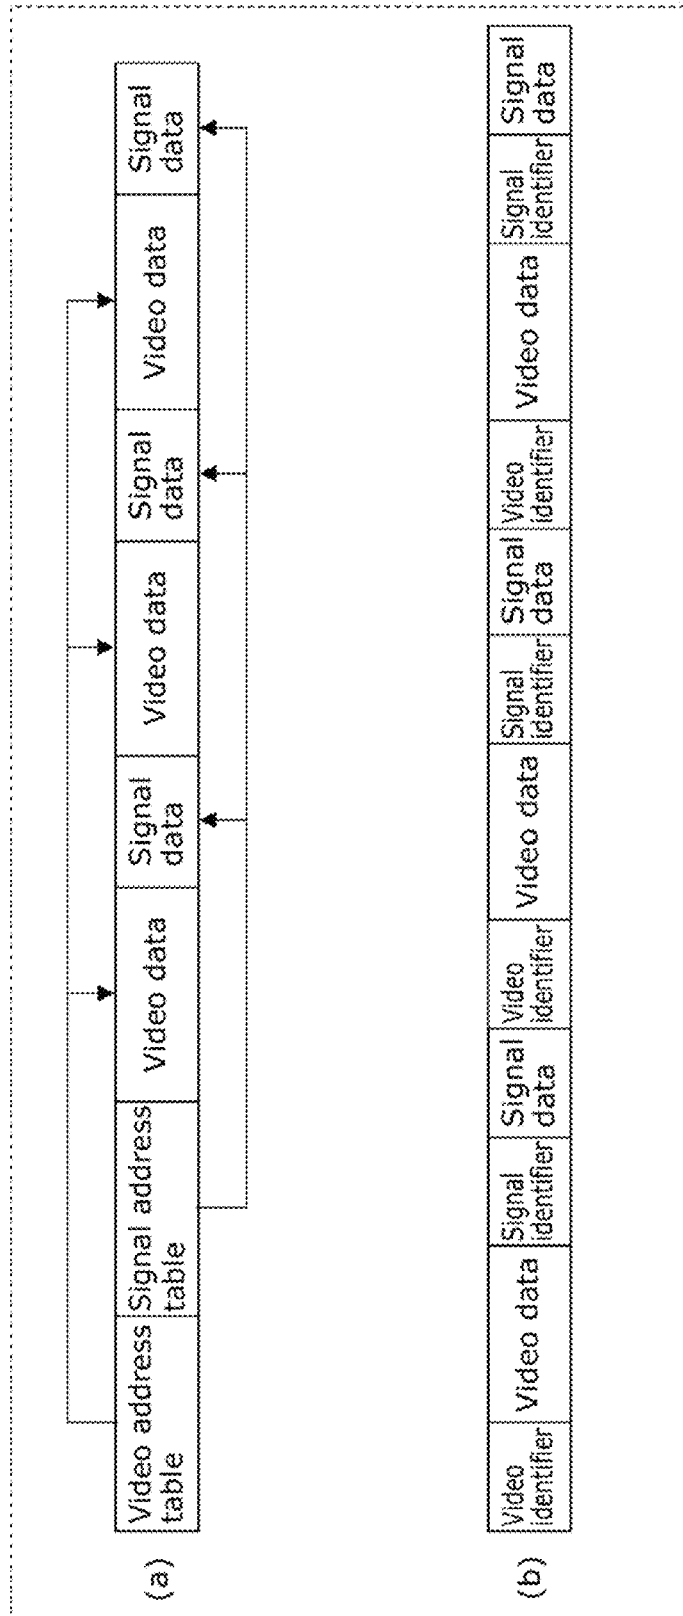 (a)
Video address
table
Signal address
table
Video data
Signal
data
Video data
Signal
data
Video data
Signal
data
(b)
Video
identifier
Video data
Signal
identifier
Signal
data
Video
identifier
Video data
Signal
identifier
Signal
data
Video
identifier
Video data
Signal
identifier
Signal
data